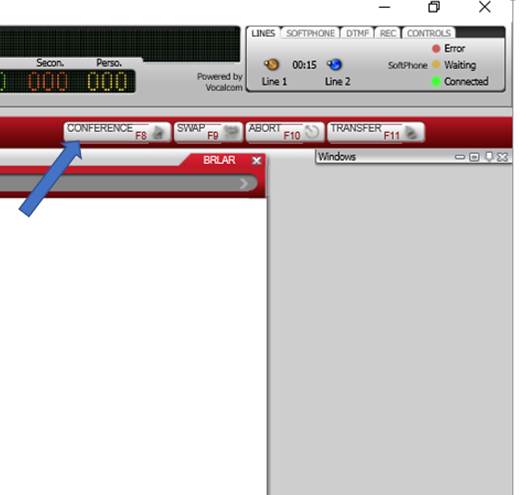 LINES SOFTPHONE DTMF REC CONTROLS
Error
Secon. Perso.
00:15 SoftPhone Waiting
000 000
Powered by
Vocalcom
Line 1 Line 2 Connected
CONFERENCE F8 SWAP F9 ABORT F10 TRANSFER F11
BRLAR
Windows